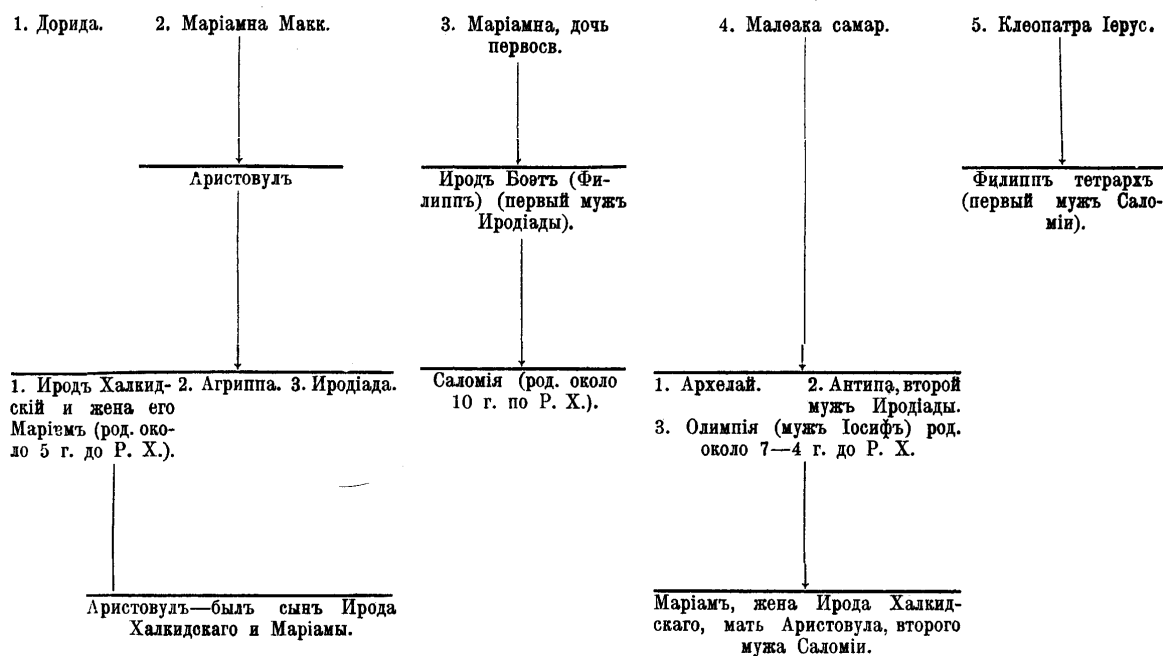 1. Дорида.
2. Маріамна Макк.
3. Маріамна, дочь
первосв.
4. Малѳака самар.
5. Клеопатра Іерус.
Аристовулъ
Иродъ Боэтъ (Фи-
липпъ) (первый мужъ
Иродіады).
Филиппъ тетрархъ
(первый мужъ Сало-
міи).
1. Иродъ Халкид-
скій и жена его
Маріамъ (род. око-
ло 5 г. до Р. Х.).
2. Агриппа. 3. Иродіада.
Саломія (род. около
10 г. по Р. Х.).
1. Архелай.
2. Антипа, второй
мужъ Иродіады.
3. Олимпія (мужъ Іосифъ) род.
около 7—4 г. до Р. Х.
Аристовулъ—былъ сынъ Ирода
Халкидскаго и Маріамы.
Маріамъ, жена Ирода Халкид-
скаго, мать Аристовула, второго
мужа Саломіи.